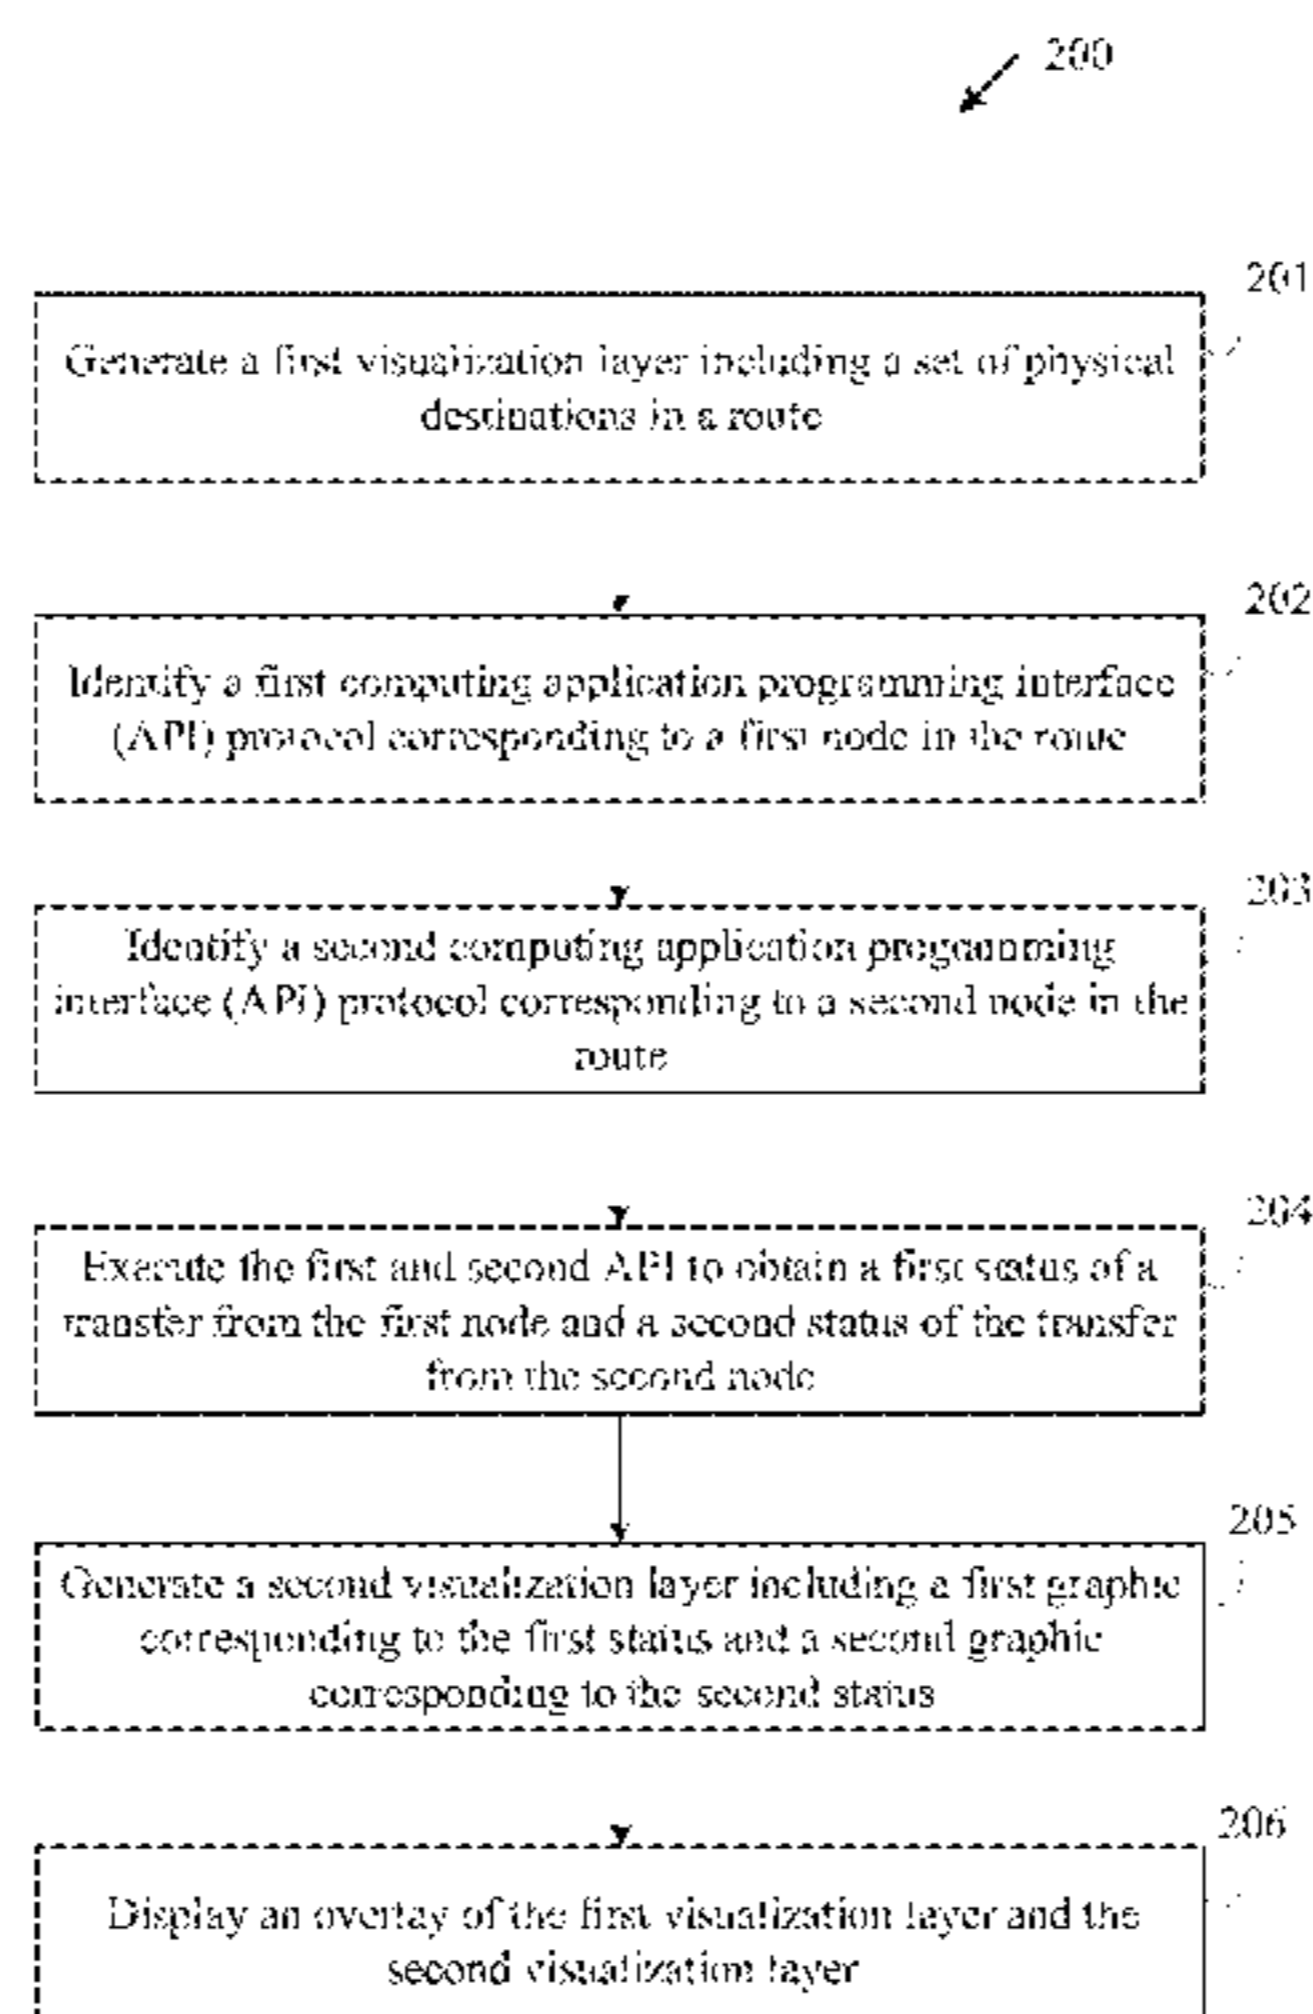 200
201
Generate a first visualization layer including a set of physical
destinations in a route
202
Identify a first computing application programming interface
(API) protocol corresponding to a first node in the route
203
Identify a second computing application programming
interface (API) protocol corresponding to a second node in the
route
204
Execute the first and second API to obtain a first status of a
transfer from the first node and a second status of the transfer
from the second node
205
Generate a second visualization layer including a first graphic
corresponding to the first status and a second graphic
corresponding to the second status
206
Display an overlay of the first visualization layer and the
second visualization layer